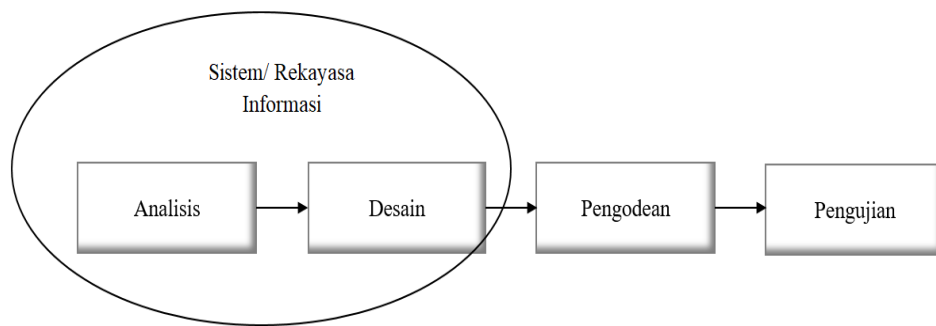 Sistem/ Rekayasa
Informasi
Analisis
Desain
Pengodean
Pengujian